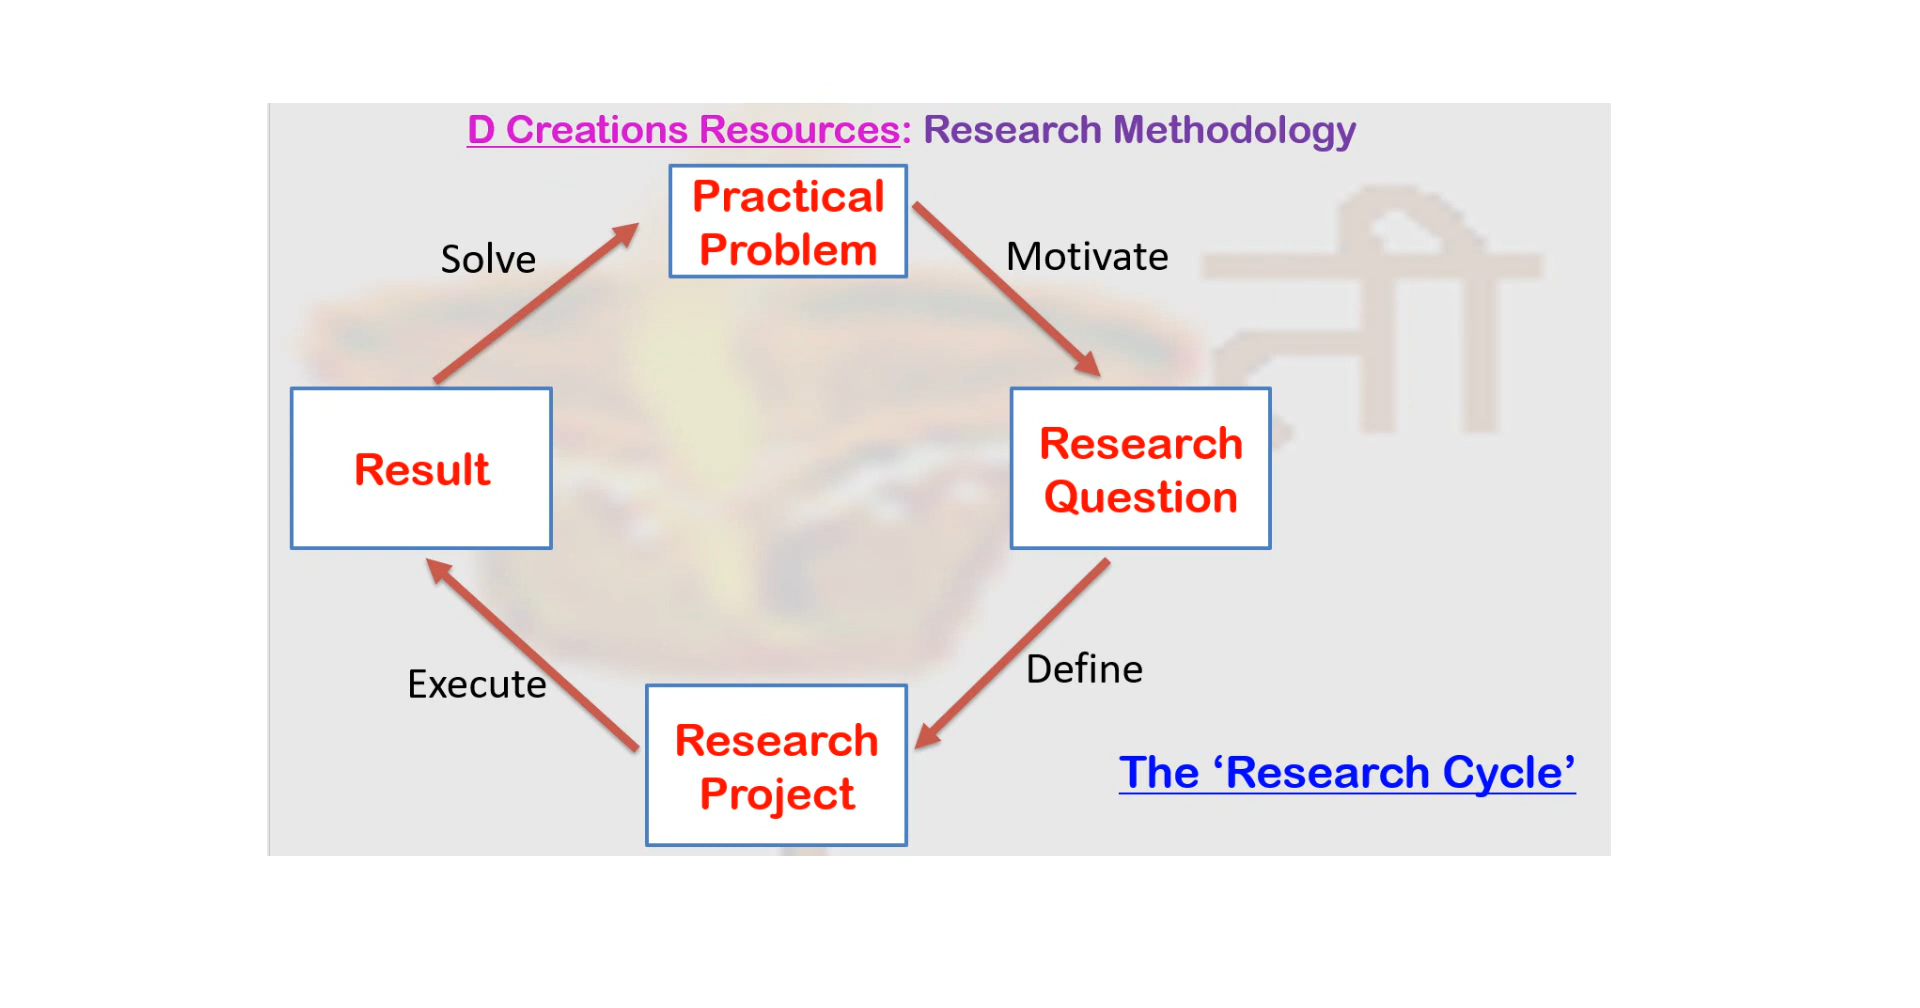 D Creations Resources: Research Methodology
Practical
Problem
Solve
Motivate
नी
Result
Research
Question
Execute
Define
Research
Project
The ‘Research Cycle’